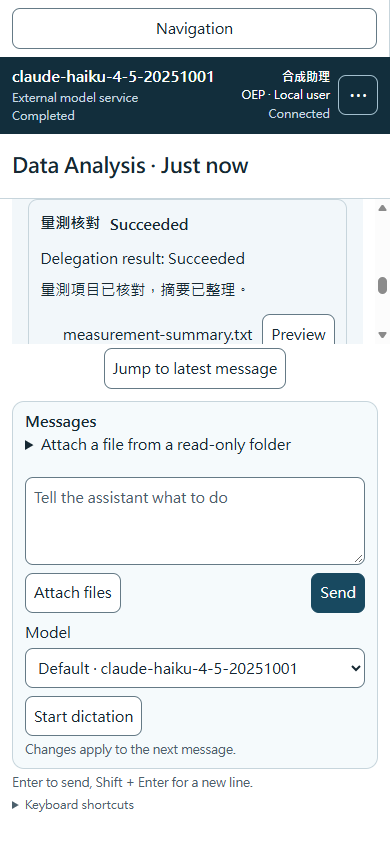 Navigation
claude-haiku-4-5-20251001
External model service
Completed
合成助理
OEP · Local user
Connected
Data Analysis · Just now
量測核對 Succeeded
Delegation result: Succeeded
量測項目已核對，摘要已整理。
measurement-summary.txt Preview
Jump to latest message
Messages
Attach a file from a read-only folder
Tell the assistant what to do
Attach files Send
Model
Default · claude-haiku-4-5-20251001
Start dictation
Changes apply to the next message.
Enter to send, Shift + Enter for a new line.
Keyboard shortcuts